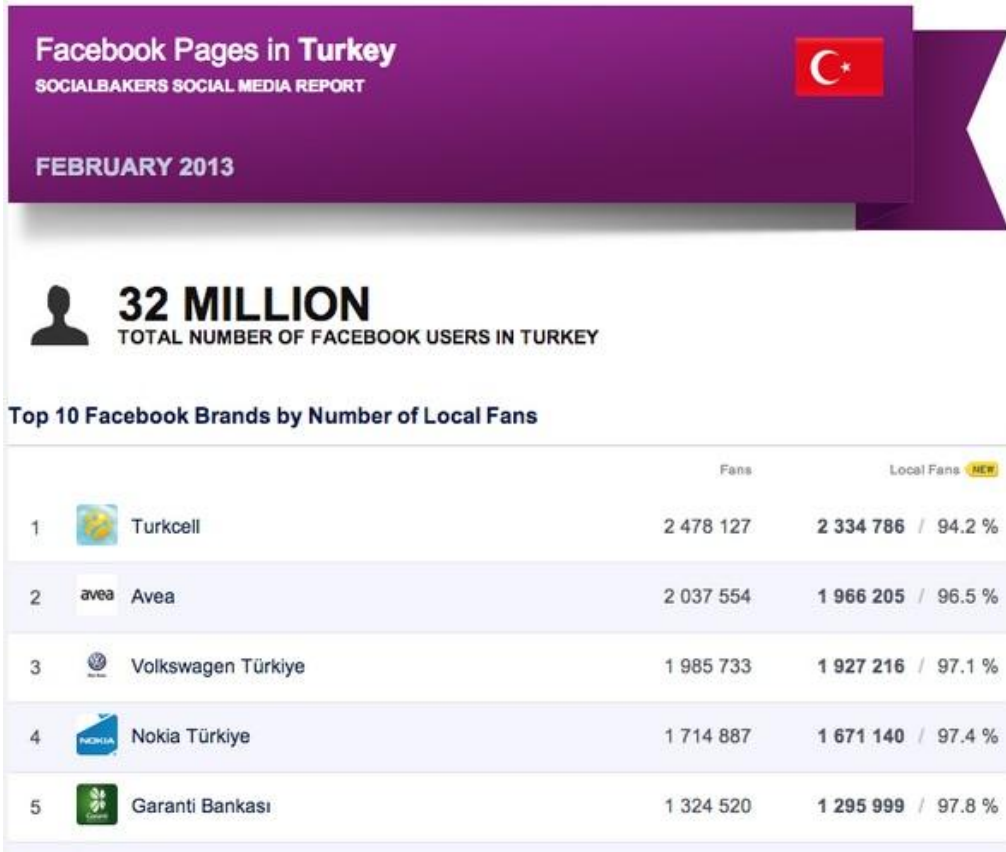 Facebook Pages in Turkey
SOCIALBAKERS SOCIAL MEDIA REPORT
FEBRUARY 2013
32 MILLION
TOTAL NUMBER OF FACEBOOK USERS IN TURKEY
Top 10 Facebook Brands by Number of Local Fans
Fans Local Fans NEW
1 Turkcell 2 478 127 2 334 786 / 94.2 %
2 avea Avea 2 037 554 1 966 205 / 96.5 %
3 Volkswagen Türkiye 1 985 733 1 927 216 / 97.1 %
4 NOKIA Nokia Türkiye 1 714 887 1 671 140 / 97.4 %
5 Garanti Garanti Bankası 1 324 520 1 295 999 / 97.8 %